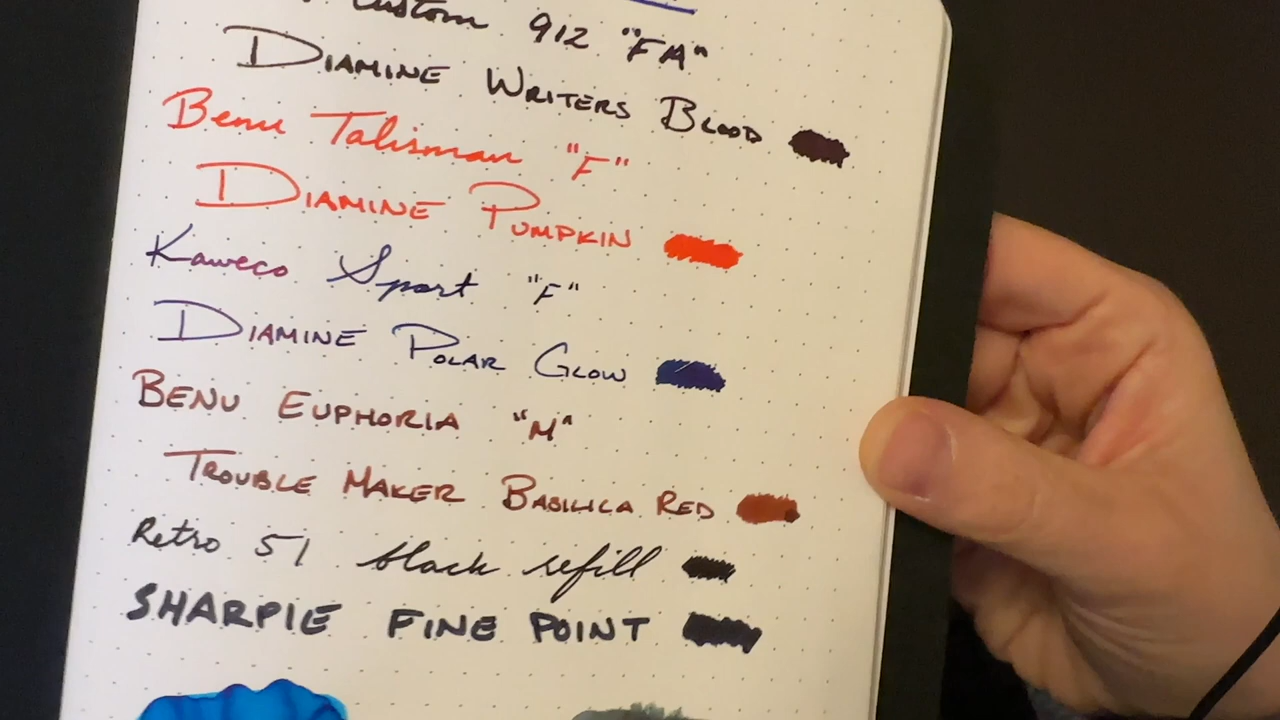 Custom 912 "FA"
DIAMINE WRITERS BLOOD
Benu Talisman "F"
DIAMINE PUMPKIN
Kaweco Sport "F"
DIAMINE POLAR GLOW
BENU EUPHORIA "M"
TROUBLE MAKER BASILICA RED
Retro 51 black refill
SHARPIE FINE POINT